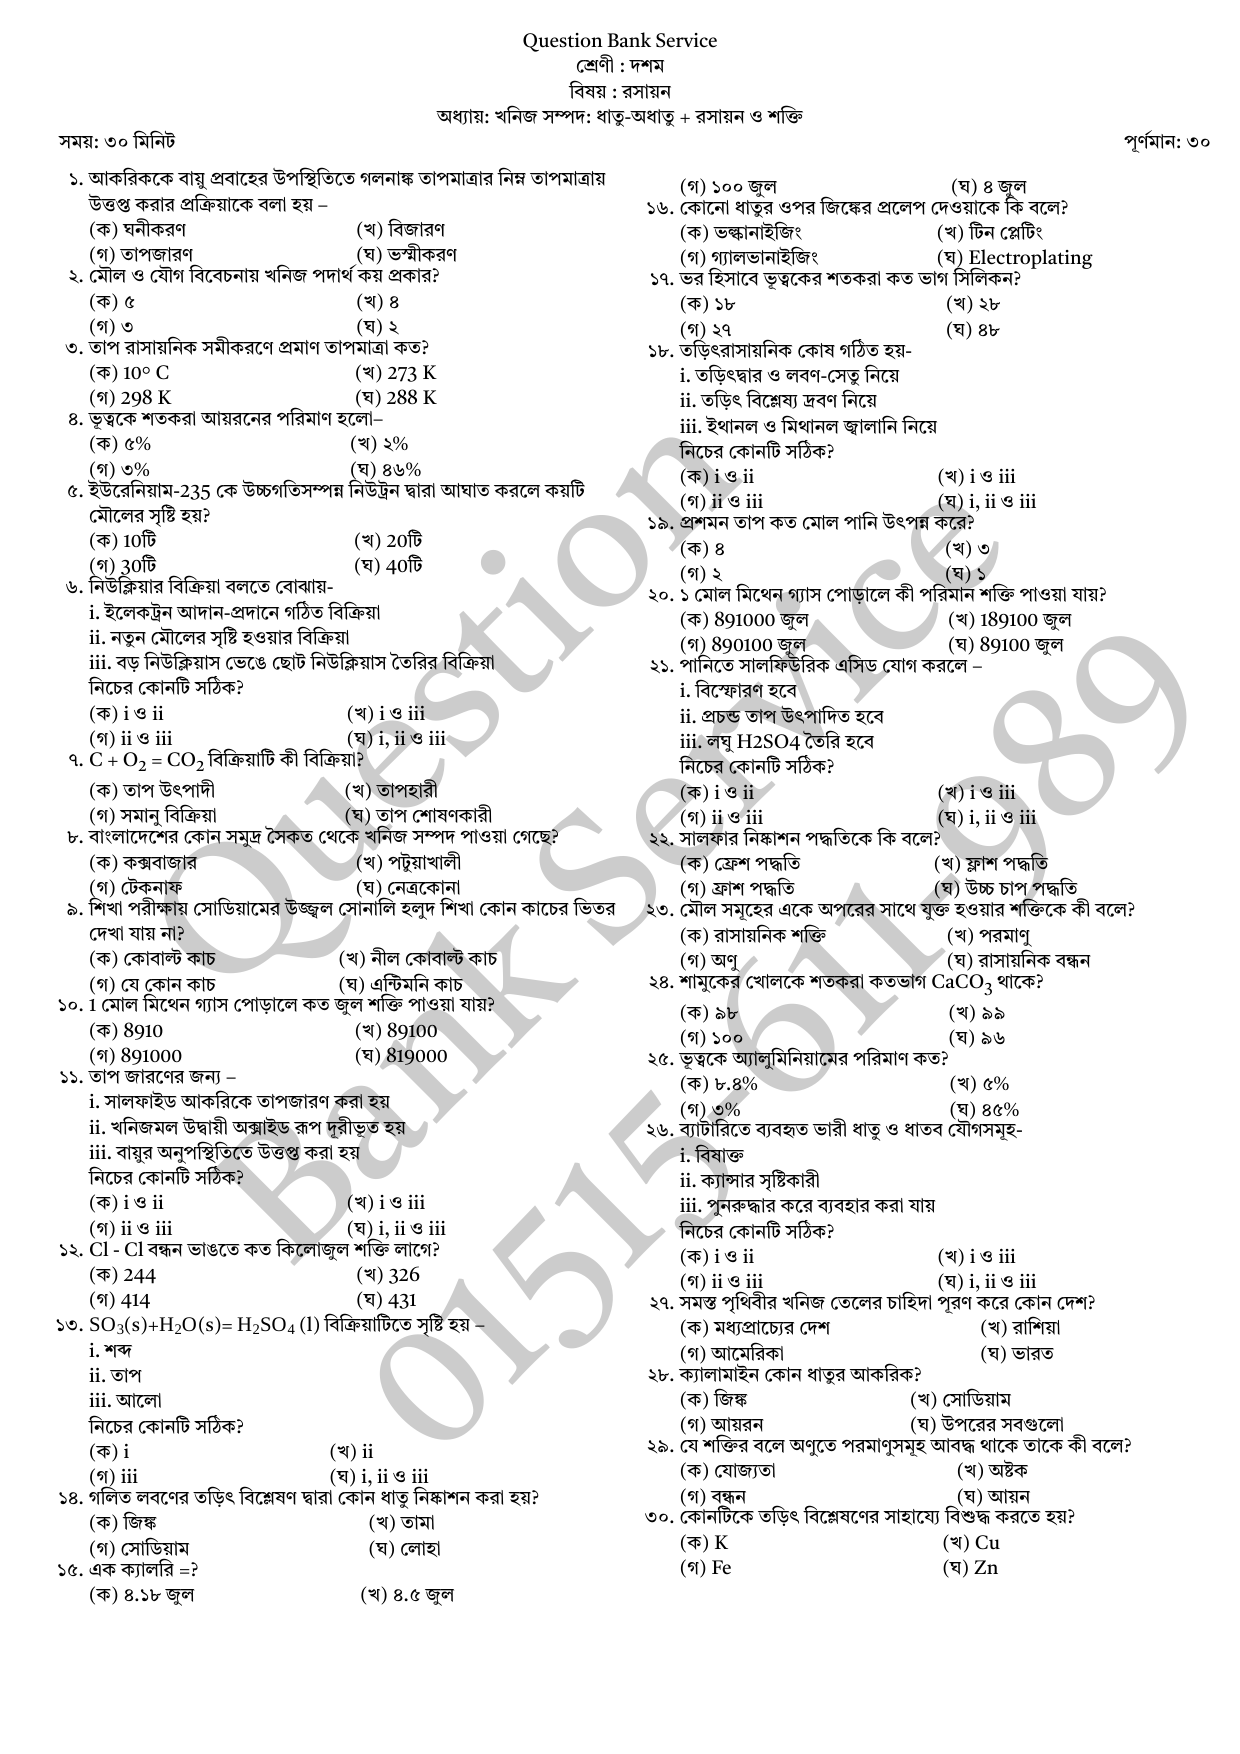 Question Bank Service
শ্রেণী : দশম
বিষয় : রসায়ন
অধ্যায়: খনিজ সম্পদ: ধাতু-অধাতু + রসায়ন ও শক্তি
সময়: ৩০ মিনিট পূর্ণমান: ৩০
১. আকরিককে বায়ু প্রবাহের উপস্থিতিতে গলনাঙ্ক তাপমাত্রার নিম্ন তাপমাত্রায়
উত্তপ্ত করার প্রক্রিয়াকে বলা হয় –
(ক) ঘনীকরণ (খ) বিজারণ
(গ) তাপজারণ (ঘ) ভস্মীকরণ
২. মৌল ও যৌগ বিবেচনায় খনিজ পদার্থ কয় প্রকার?
(ক) ৫ (খ) ৪
(গ) ৩ (ঘ) ২
৩. তাপ রাসায়নিক সমীকরণে প্রমাণ তাপমাত্রা কত?
(ক) 10° C (খ) 273 K
(গ) 298 K (ঘ) 288 K
৪. ভূত্বকে শতকরা আয়রনের পরিমাণ হলো–
(ক) ৫% (খ) ২%
(গ) ৩% (ঘ) ৪৬%
৫. ইউরেনিয়াম-235 কে উচ্চগতিসম্পন্ন নিউট্রন দ্বারা আঘাত করলে কয়টি
মৌলের সৃষ্টি হয়?
(ক) 10টি (খ) 20টি
(গ) 30টি (ঘ) 40টি
৬. নিউক্লিয়ার বিক্রিয়া বলতে বোঝায়-
i. ইলেকট্রন আদান-প্রদানে গঠিত বিক্রিয়া
ii. নতুন মৌলের সৃষ্টি হওয়ার বিক্রিয়া
iii. বড় নিউক্লিয়াস ভেঙে ছোট নিউক্লিয়াস তৈরির বিক্রিয়া
নিচের কোনটি সঠিক?
(ক) i ও ii (খ) i ও iii
(গ) ii ও iii (ঘ) i, ii ও iii
৭. C + O₂ = CO₂ বিক্রিয়াটি কী বিক্রিয়া?
(ক) তাপ উৎপাদী (খ) তাপহারী
(গ) সমানু বিক্রিয়া (ঘ) তাপ শোষণকারী
৮. বাংলাদেশের কোন সমুদ্র সৈকত থেকে খনিজ সম্পদ পাওয়া গেছে?
(ক) কক্সবাজার (খ) পটুয়াখালী
(গ) টেকনাফ (ঘ) নেত্রকোনা
৯. শিখা পরীক্ষায় সোডিয়ামের উজ্জ্বল সোনালি হলুদ শিখা কোন কাচের ভিতর
দেখা যায় না?
(ক) কোবাল্ট কাচ (খ) নীল কোবাল্ট কাচ
(গ) যে কোন কাচ (ঘ) এন্টিমনি কাচ
১০. 1 মোল মিথেন গ্যাস পোড়ালে কত জুল শক্তি পাওয়া যায়?
(ক) 8910 (খ) 89100
(গ) 891000 (ঘ) 819000
১১. তাপ জারণের জন্য –
i. সালফাইড আকরিকে তাপজারণ করা হয়
ii. খনিজমল উদ্বায়ী অক্সাইড রূপ দূরীভূত হয়
iii. বায়ুর অনুপস্থিতিতে উত্তপ্ত করা হয়
নিচের কোনটি সঠিক?
(ক) i ও ii (খ) i ও iii
(গ) ii ও iii (ঘ) i, ii ও iii
১২. Cl - Cl বন্ধন ভাঙতে কত কিলোজুল শক্তি লাগে?
(ক) 244 (খ) 326
(গ) 414 (ঘ) 431
১৩. SO₃(s)+H₂O(s)= H₂SO₄ (l) বিক্রিয়াটিতে সৃষ্টি হয় –
i. শব্দ
ii. তাপ
iii. আলো
নিচের কোনটি সঠিক?
(ক) i (খ) ii
(গ) iii (ঘ) i, ii ও iii
১৪. গলিত লবণের তড়িৎ বিশ্লেষণ দ্বারা কোন ধাতু নিষ্কাশন করা হয়?
(ক) জিঙ্ক (খ) তামা
(গ) সোডিয়াম (ঘ) লোহা
১৫. এক ক্যালরি =?
(ক) ৪.১৮ জুল (খ) ৪.৫ জুল
(গ) ১০০ জুল (ঘ) ৪ জুল
১৬. কোনো ধাতুর ওপর জিঙ্কের প্রলেপ দেওয়াকে কি বলে?
(ক) ভল্কানাইজিং (খ) টিন প্লেটিং
(গ) গ্যালভানাইজিং (ঘ) Electroplating
১৭. ভর হিসাবে ভূত্বকের শতকরা কত ভাগ সিলিকন?
(ক) ১৮ (খ) ২৮
(গ) ২৭ (ঘ) ৪৮
১৮. তড়িৎরাসায়নিক কোষ গঠিত হয়-
i. তড়িৎদ্বার ও লবণ-সেতু নিয়ে
ii. তড়িৎ বিশ্লেষ্য দ্রবণ নিয়ে
iii. ইথানল ও মিথানল জ্বালানি নিয়ে
নিচের কোনটি সঠিক?
(ক) i ও ii (খ) i ও iii
(গ) ii ও iii (ঘ) i, ii ও iii
১৯. প্রশমন তাপ কত মোল পানি উৎপন্ন করে?
(ক) ৪ (খ) ৩
(গ) ২ (ঘ) ১
২০. ১ মোল মিথেন গ্যাস পোড়ালে কী পরিমান শক্তি পাওয়া যায়?
(ক) 891000 জুল (খ) 189100 জুল
(গ) 890100 জুল (ঘ) 89100 জুল
২১. পানিতে সালফিউরিক এসিড যোগ করলে –
i. বিস্ফোরণ হবে
ii. প্রচন্ড তাপ উৎপাদিত হবে
iii. লঘু H2SO4 তৈরি হবে
নিচের কোনটি সঠিক?
(ক) i ও ii (খ) i ও iii
(গ) ii ও iii (ঘ) i, ii ও iii
২২. সালফার নিষ্কাশন পদ্ধতিকে কি বলে?
(ক) ফ্রেশ পদ্ধতি (খ) ফ্লাশ পদ্ধতি
(গ) ফ্রাশ পদ্ধতি (ঘ) উচ্চ চাপ পদ্ধতি
২৩. মৌল সমূহের একে অপরের সাথে যুক্ত হওয়ার শক্তিকে কী বলে?
(ক) রাসায়নিক শক্তি (খ) পরমাণু
(গ) অণু (ঘ) রাসায়নিক বন্ধন
২৪. শামুকের খোলকে শতকরা কতভাগ CaCO₃ থাকে?
(ক) ৯৮ (খ) ৯৯
(গ) ১০০ (ঘ) ৯৬
২৫. ভূত্বকে অ্যালুমিনিয়ামের পরিমাণ কত?
(ক) ৮.৪% (খ) ৫%
(গ) ৩% (ঘ) ৪৫%
২৬. ব্যাটারিতে ব্যবহৃত ভারী ধাতু ও ধাতব যৌগসমূহ-
i. বিষাক্ত
ii. ক্যান্সার সৃষ্টিকারী
iii. পুনরুদ্ধার করে ব্যবহার করা যায়
নিচের কোনটি সঠিক?
(ক) i ও ii (খ) i ও iii
(গ) ii ও iii (ঘ) i, ii ও iii
২৭. সমস্ত পৃথিবীর খনিজ তেলের চাহিদা পূরণ করে কোন দেশ?
(ক) মধ্যপ্রাচ্যের দেশ (খ) রাশিয়া
(গ) আমেরিকা (ঘ) ভারত
২৮. ক্যালামাইন কোন ধাতুর আকরিক?
(ক) জিঙ্ক (খ) সোডিয়াম
(গ) আয়রন (ঘ) উপরের সবগুলো
২৯. যে শক্তির বলে অণুতে পরমাণুসমূহ আবদ্ধ থাকে তাকে কী বলে?
(ক) যোজ্যতা (খ) অষ্টক
(গ) বন্ধন (ঘ) আয়ন
৩০. কোনটিকে তড়িৎ বিশ্লেষণের সাহায্যে বিশুদ্ধ করতে হয়?
(ক) K (খ) Cu
(গ) Fe (ঘ) Zn
Question
Bank Service
01515-611-989